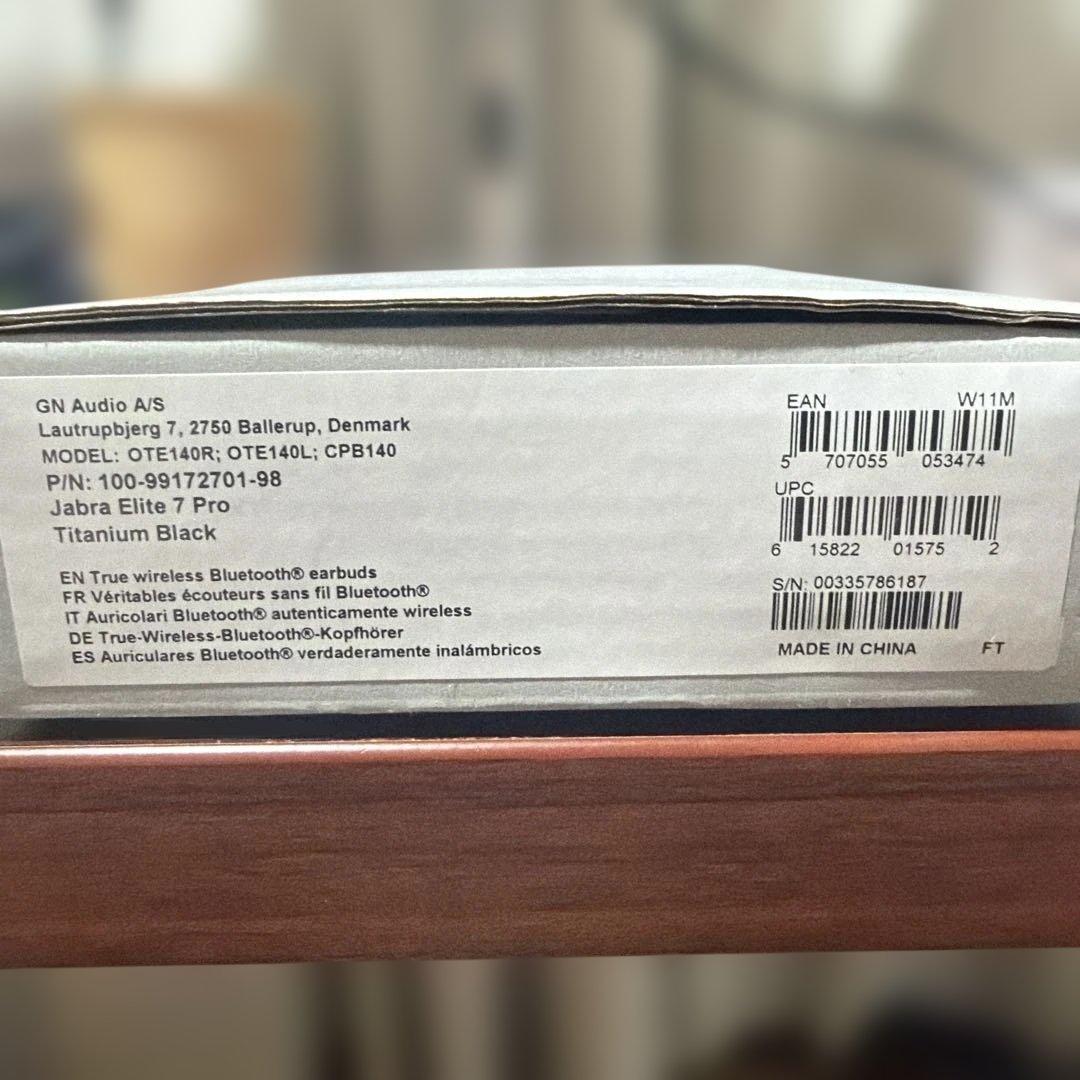 GN Audio A/S
Lautrupbjerg 7, 2750 Ballerup, Denmark
MODEL: OTE140R; OTE140L; CPB140
P/N: 100-99172701-98
Jabra Elite 7 Pro
Titanium Black
EN True wireless Bluetooth® earbuds
FR Véritables écouteurs sans fil Bluetooth®
IT Auricolari Bluetooth® autenticamente wireless
DE True-Wireless-Bluetooth®-Kopfhörer
ES Auriculares Bluetooth® verdaderamente inalámbricos
EAN W11M
5 707055 053474
UPC
6 15822 01575 2
S/N: 00335786187
MADE IN CHINA FT